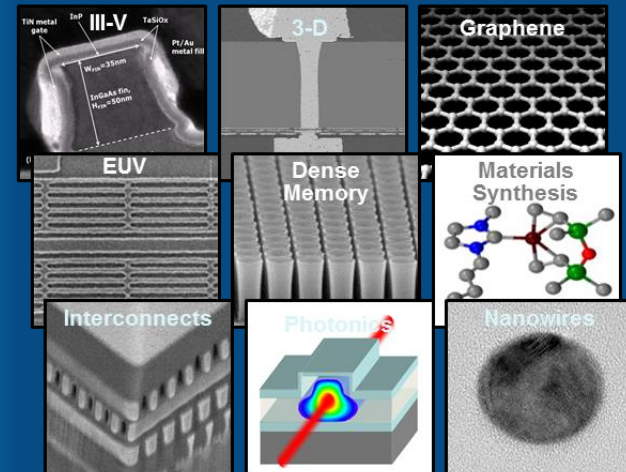 III-V
TiN metal
gate
InP
TaSiOx
Pt/Au
metal fill
W_FIN=35nm
InGaAs fin,
H_FIN=50nm
3-D
Graphene
EUV
Dense
Memory
Materials
Synthesis
Interconnects
Photonics
Nanowires